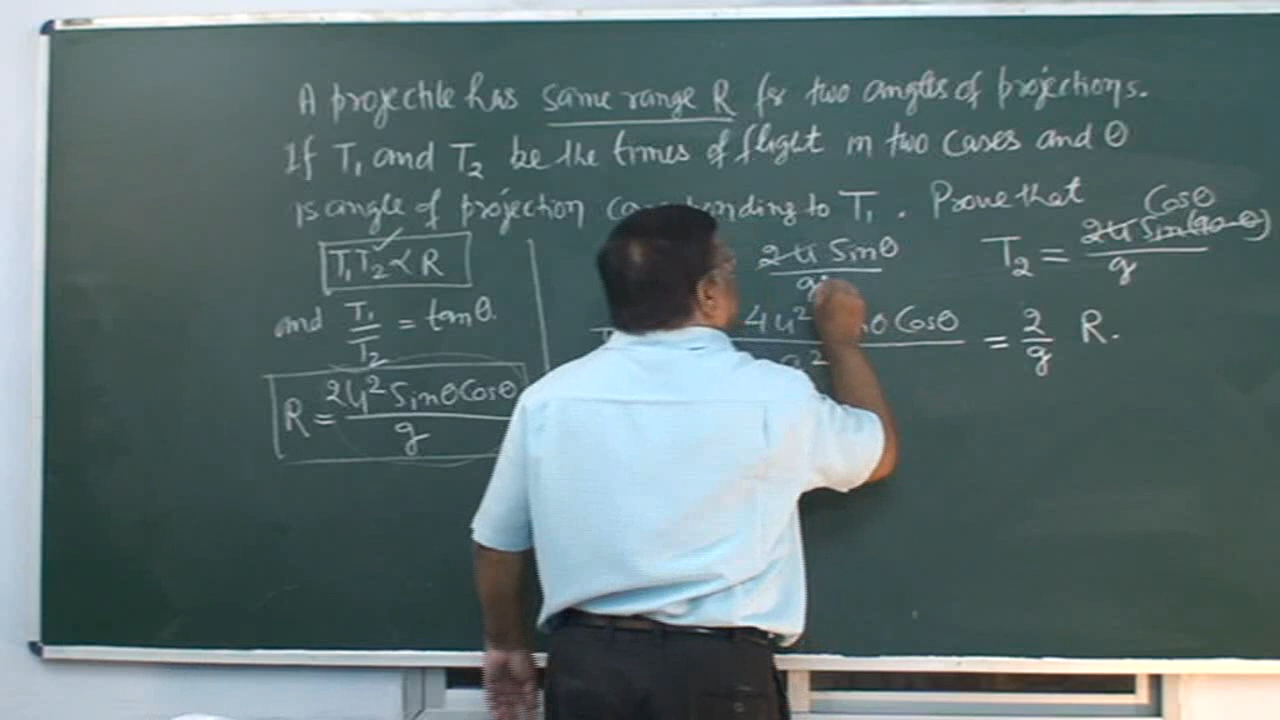 A projectile has same range R for two angles of projections.
If T₁ and T₂ be the times of flight in two cases and θ
is angle of projection to T₁. Prove that
T₁T₂ ∝ R
and T₁/T₂ = tanθ.
R = 2u² Sinθ Cosθ / g
2u Sinθ / g
T₂ = 2u Sin(90-θ) / g
Cosθ
4u² θ Cosθ / g² = 2/g R.